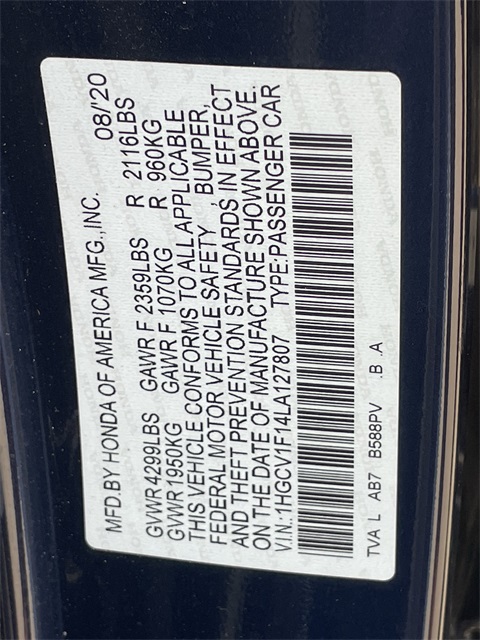 MFD.BY HONDA OF AMERICA MFG.,INC. 08/'20
GVWR 4299LBS GAWR F 2359LBS R 2116LBS
GVWR 1950KG GAWR F 1070KG R 960KG
THIS VEHICLE CONFORMS TO ALL APPLICABLE
FEDERAL MOTOR VEHICLE SAFETY, BUMPER,
AND THEFT PREVENTION STANDARDS IN EFFECT
ON THE DATE OF MANUFACTURE SHOWN ABOVE.
V.I.N.:1HGCV1F14LA127807 TYPE:PASSENGER CAR
TVA L AB7 B588PV .B .A